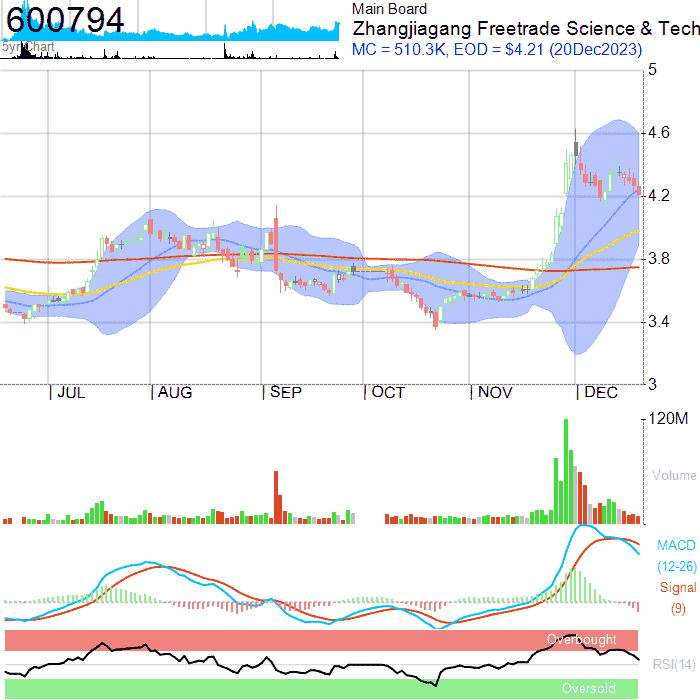 600794
5yr Chart
Main Board
Zhangjiagang Freetrade Science & Tech
MC = 510.3K, EOD = $4.21 (20Dec2023)
5
4.6
4.2
3.8
3.4
3
JUL
AUG
SEP
OCT
NOV
DEC
120M
Volume
MACD
(12-26)
Signal
(9)
Overbought
RSI(14)
Oversold